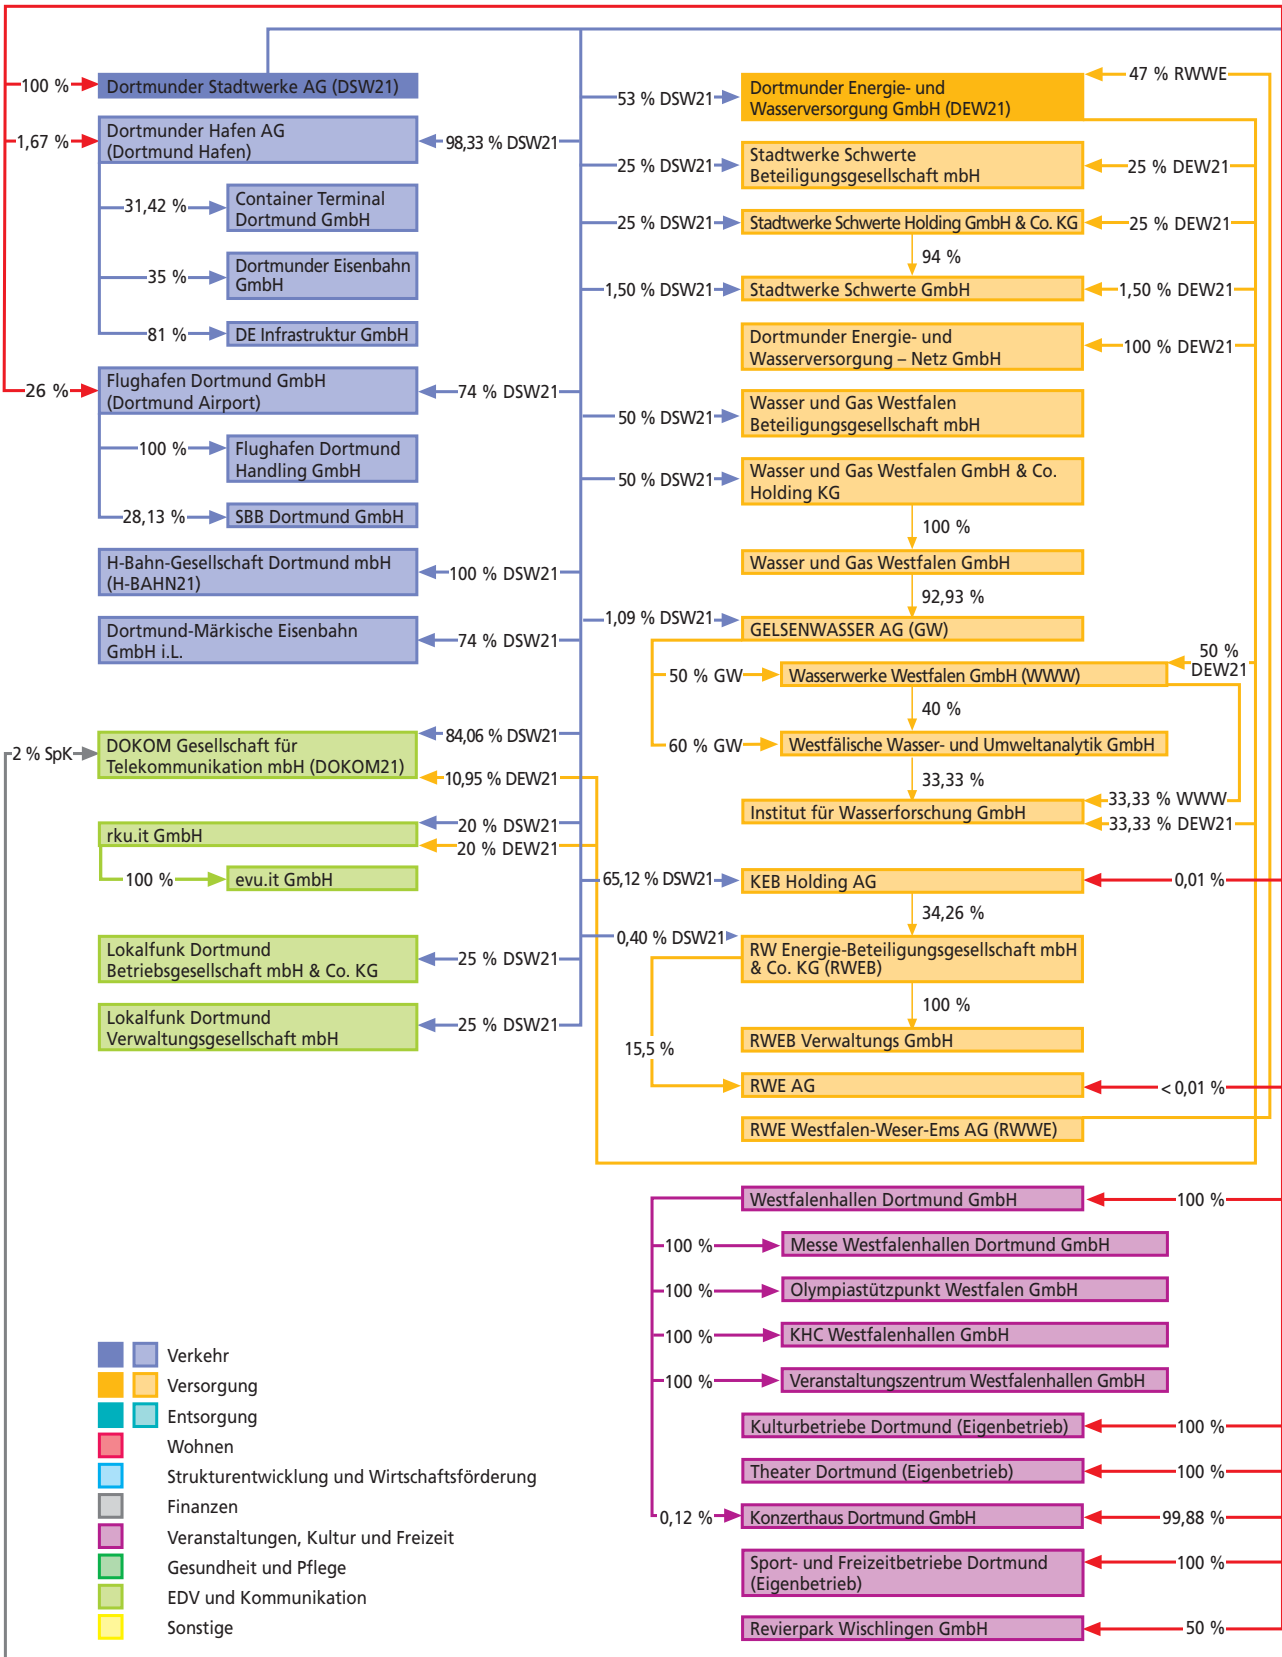 100 %
Dortmunder Stadtwerke AG (DSW21)
1,67 %
Dortmunder Hafen AG
(Dortmund Hafen)
98,33 % DSW21
31,42 %
Container Terminal
Dortmund GmbH
35 %
Dortmunder Eisenbahn
GmbH
81 %
DE Infrastruktur GmbH
26 %
Flughafen Dortmund GmbH
(Dortmund Airport)
74 % DSW21
100 %
Flughafen Dortmund
Handling GmbH
28,13 %
SBB Dortmund GmbH
H-Bahn-Gesellschaft Dortmund mbH
(H-BAHN21)
100 % DSW21
Dortmund-Märkische Eisenbahn
GmbH i.L.
74 % DSW21
2 % SpK
DOKOM Gesellschaft für
Telekommunikation mbH (DOKOM21)
84,06 % DSW21
10,95 % DEW21
rku.it GmbH
20 % DSW21
20 % DEW21
100 %
evu.it GmbH
Lokalfunk Dortmund
Betriebsgesellschaft mbH & Co. KG
25 % DSW21
Lokalfunk Dortmund
Verwaltungsgesellschaft mbH
25 % DSW21
53 % DSW21
Dortmunder Energie- und
Wasserversorgung GmbH (DEW21)
47 % RWWE
25 % DSW21
Stadtwerke Schwerte
Beteiligungsgesellschaft mbH
25 % DEW21
25 % DSW21
Stadtwerke Schwerte Holding GmbH & Co. KG
25 % DEW21
94 %
1,50 % DSW21
Stadtwerke Schwerte GmbH
1,50 % DEW21
Dortmunder Energie- und
Wasserversorgung – Netz GmbH
100 % DEW21
50 % DSW21
Wasser und Gas Westfalen
Beteiligungsgesellschaft mbH
50 % DSW21
Wasser und Gas Westfalen GmbH & Co.
Holding KG
100 %
Wasser und Gas Westfalen GmbH
92,93 %
1,09 % DSW21
GELSENWASSER AG (GW)
50 % GW
Wasserwerke Westfalen GmbH (WWW)
50 %
DEW21
40 %
60 % GW
Westfälische Wasser- und Umweltanalytik GmbH
33,33 %
Institut für Wasserforschung GmbH
33,33 % WWW
33,33 % DEW21
65,12 % DSW21
KEB Holding AG
0,01 %
34,26 %
0,40 % DSW21
RW Energie-Beteiligungsgesellschaft mbH
& Co. KG (RWEB)
100 %
RWEB Verwaltungs GmbH
15,5 %
RWE AG
< 0,01 %
RWE Westfalen-Weser-Ems AG (RWWE)
Westfalenhallen Dortmund GmbH
100 %
100 %
Messe Westfalenhallen Dortmund GmbH
100 %
Olympiastützpunkt Westfalen GmbH
100 %
KHC Westfalenhallen GmbH
100 %
Veranstaltungszentrum Westfalenhallen GmbH
Kulturbetriebe Dortmund (Eigenbetrieb)
100 %
Theater Dortmund (Eigenbetrieb)
100 %
0,12 %
Konzerthaus Dortmund GmbH
99,88 %
Sport- und Freizeitbetriebe Dortmund
(Eigenbetrieb)
100 %
Revierpark Wischlingen GmbH
50 %
Verkehr
Versorgung
Entsorgung
Wohnen
Strukturentwicklung und Wirtschaftsförderung
Finanzen
Veranstaltungen, Kultur und Freizeit
Gesundheit und Pflege
EDV und Kommunikation
Sonstige